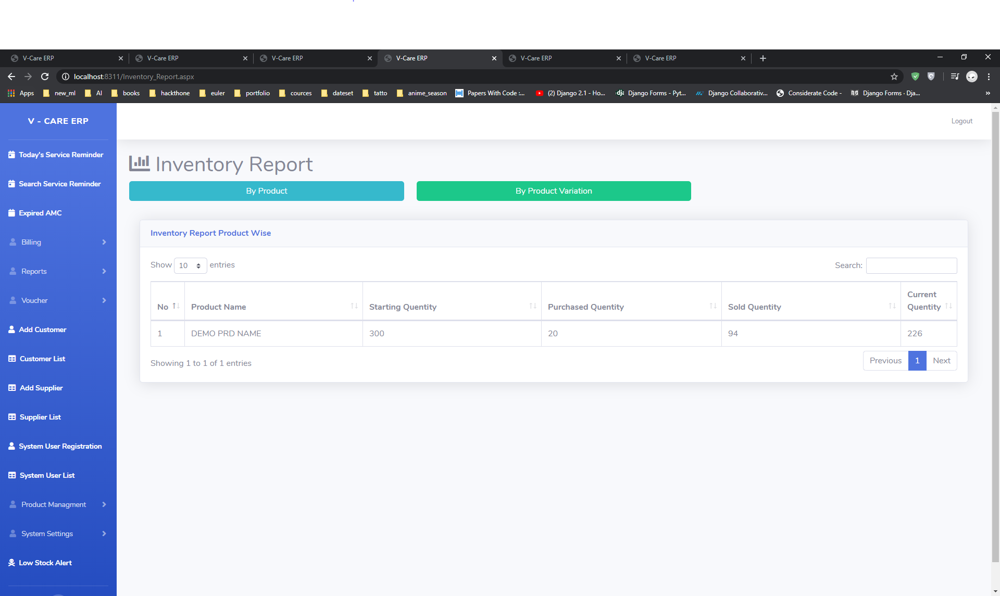 V-Care ERP V-Care ERP V-Care ERP V-Care ERP V-Care ERP V-Care ERP
localhost:8311/Inventory_Report.aspx
Apps new_ml AI books hackthone euler portfolio cources dateset tatto anime_season Papers With Code :... (2) Django 2.1 - Ho... dj Django Forms - Pyt... Django Collaborativ... Considerate Code - Django Forms · Dja... »
V - CARE ERP
Logout
Today's Service Reminder
Search Service Reminder
Expired AMC
Billing
Reports
Voucher
Add Customer
Customer List
Add Supplier
Supplier List
System User Registration
System User List
Product Managment
System Settings
Low Stock Alert
Inventory Report
By Product By Product Variation
Inventory Report Product Wise
Show 10 entries Search:
No Product Name Starting Quentity Purchased Quentity Sold Quentity Current Quentity
1 DEMO PRD NAME 300 20 94 226
Showing 1 to 1 of 1 entries Previous 1 Next